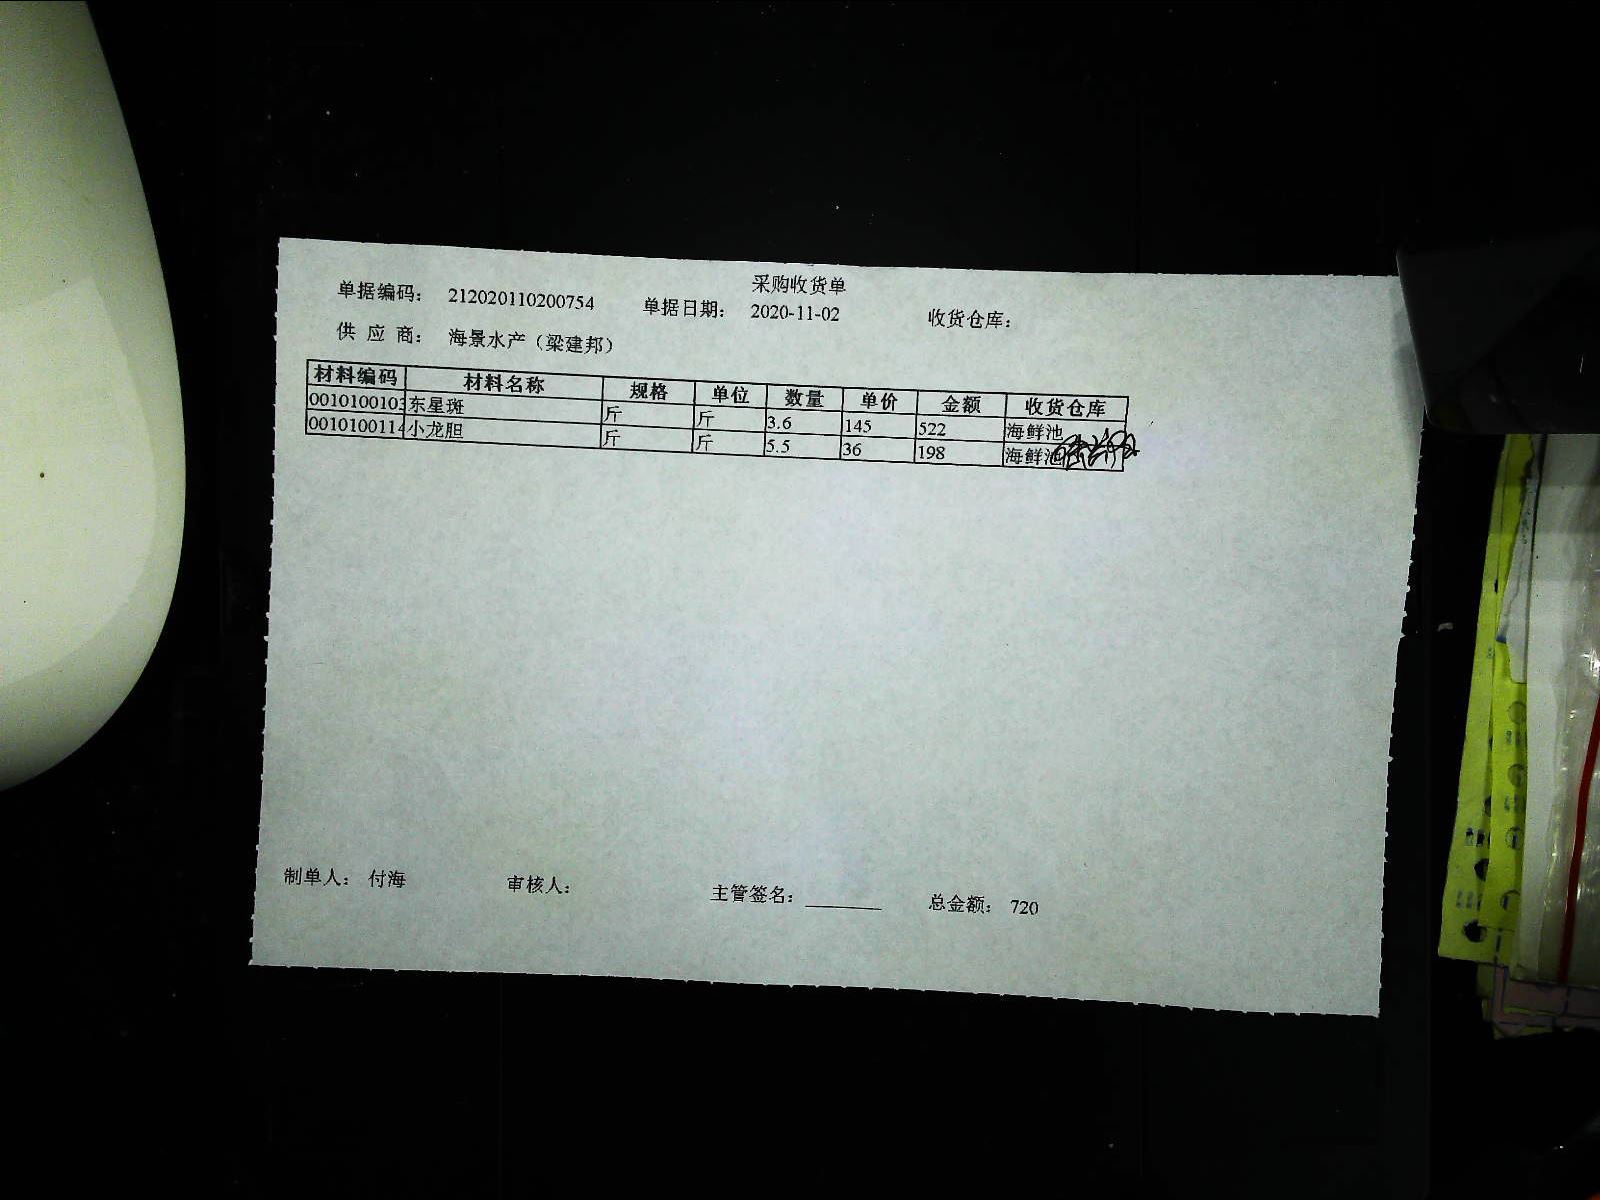 采购收货单
单据编码： 212020110200754 单据日期： 2020-11-02 收货仓库：
供 应 商： 海景水产（梁建邦）
材料编码 材料名称 规格 单位 数量 单价 金额 收货仓库
0010100103 东星斑 斤 斤 3.6 145 522 海鲜池
0010100114 小龙胆 斤 斤 5.5 36 198 海鲜池
制单人： 付海 审核人： 主管签名： ________ 总金额： 720